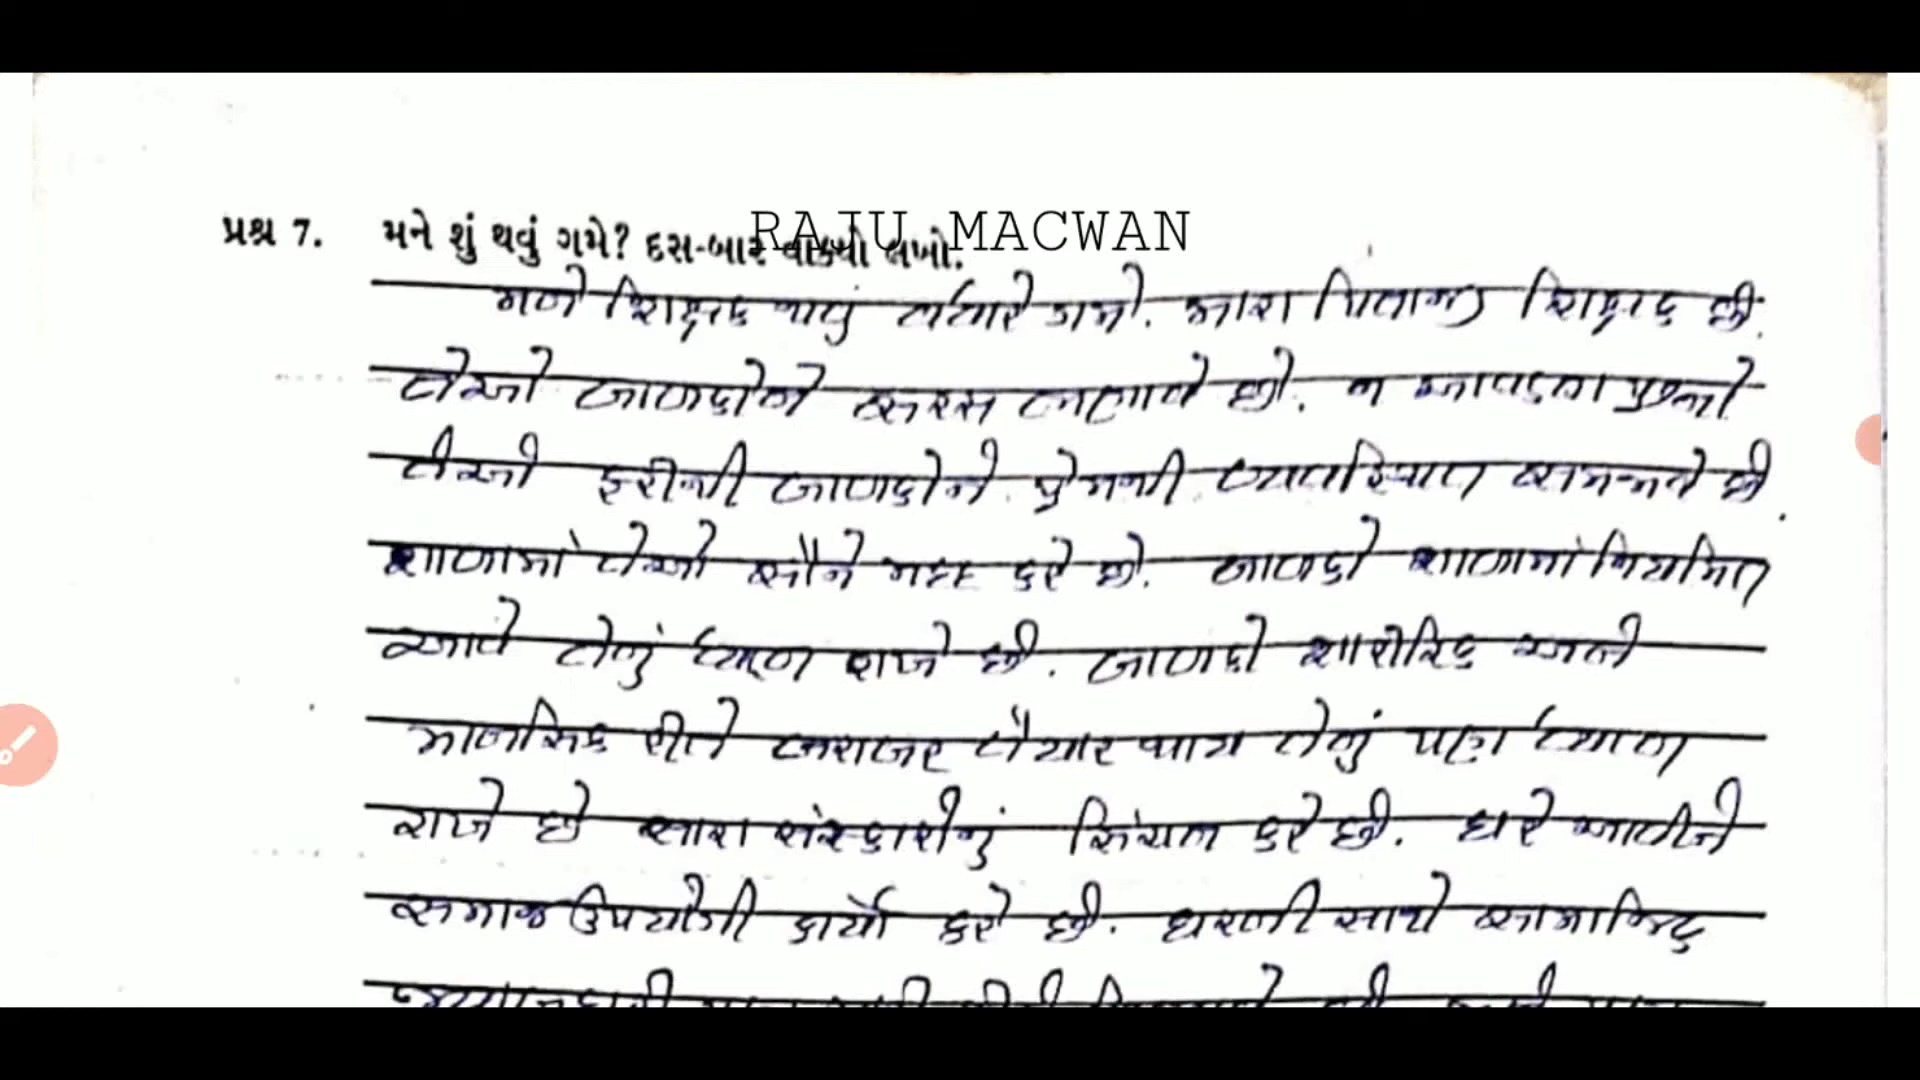 RAJU MACWAN
પ્રશ્ન 7. મને શું થવું ગમે? દસ-બાર વાક્યો લખો.
મને શિક્ષક થવું વધારે ગમે. મારા પિતાજી શિક્ષક છે.
તેઓ બાળકોને સરસ ભણાવે છે. ન આવડતા પ્રશ્નો
તેઓ ફરીથી બાળકોને પ્રેમથી વ્યવસ્થિત સમજાવે છે.
શાળામાં તેઓ સૌને મદદ કરે છે. બાળકો શાળામાં નિયમિત
આવે તેનું ધ્યાન રાખે છે. બાળકો શારીરિક અને
માનસિક રીતે બરાબર તૈયાર થાય તેનું પણ ધ્યાન
રાખે છે સારા સંસ્કારોનું સિંચન કરે છે. ઘરે આવીને
સમાજ ઉપયોગી કાર્યો કરે છે. ઘરની સાથે સામાજિક